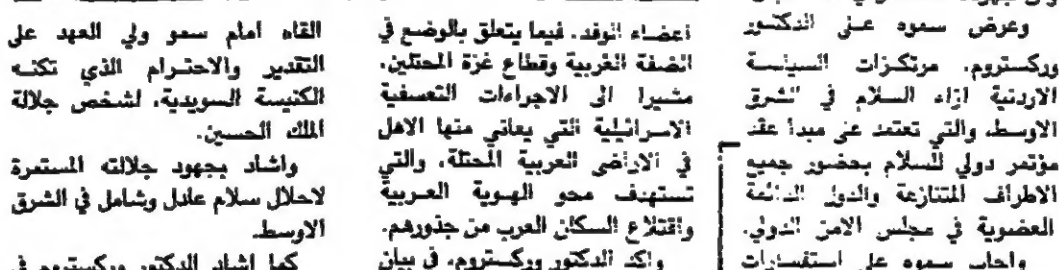 وعرض سموه على الدكتور
وركستروم، مرتكزات السياسة
الاردنية ازاء السلام في الشرق
الاوسط، والتي تعتمد على مبدأ عقد
مؤتمر دولي للسلام بحضور جميع
الاطراف المتنازعة والدول الدائمة
العضوية في مجلس الامن الدولي.
واجاب سموه على استفسارات
اعضاء الوفد، فيما يتعلق بالوضع في
الضفة الغربية وقطاع غزة المحتلين،
مشيرا الى الاجراءات التعسفية
الاسرائيلية التي يعاني منها الاهل
في الاراضي العربية المحتلة، والتي
تستهدف محو الهوية العربية
واقتلاع السكان العرب من جذورهم.
واكد الدكتور وركستروم، في بيان
القاه امام سمو ولي العهد على
التقدير والاحترام الذي تكنه
الكنيسة السويدية، لشخص جلالة
الملك الحسين.
واشاد بجهود جلالته المستمرة
لاحلال سلام عادل وشامل في الشرق
الاوسط.
كما اشاد الدكتور وركستروم في